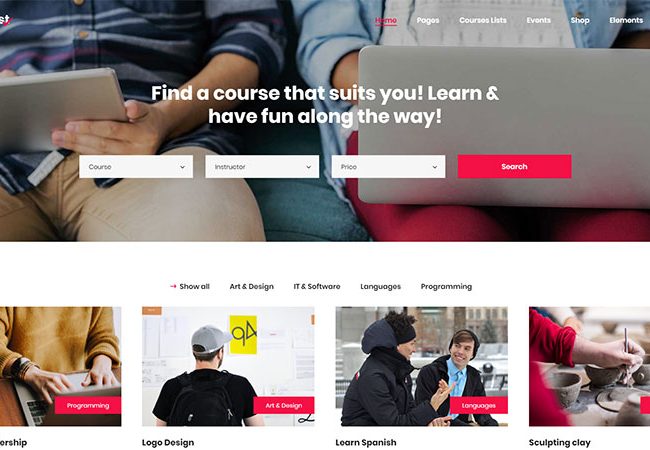 Home Pages Courses Lists Events Shop Elements
Find a course that suits you! Learn &
have fun along the way!
Course Instructor Price Search
→ Show all Art & Design IT & Software Languages Programming
Programming Art & Design Languages
Logo Design Learn Spanish Sculpting clay